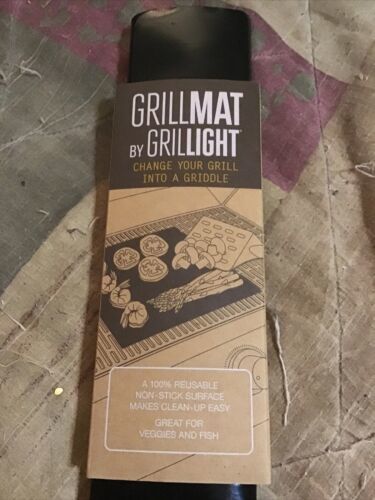 GRILLMAT
BY GRILLIGHT®
CHANGE YOUR GRILL
INTO A GRIDDLE
A 100% REUSABLE
NON-STICK SURFACE
MAKES CLEAN-UP EASY
GREAT FOR
VEGGIES AND FISH